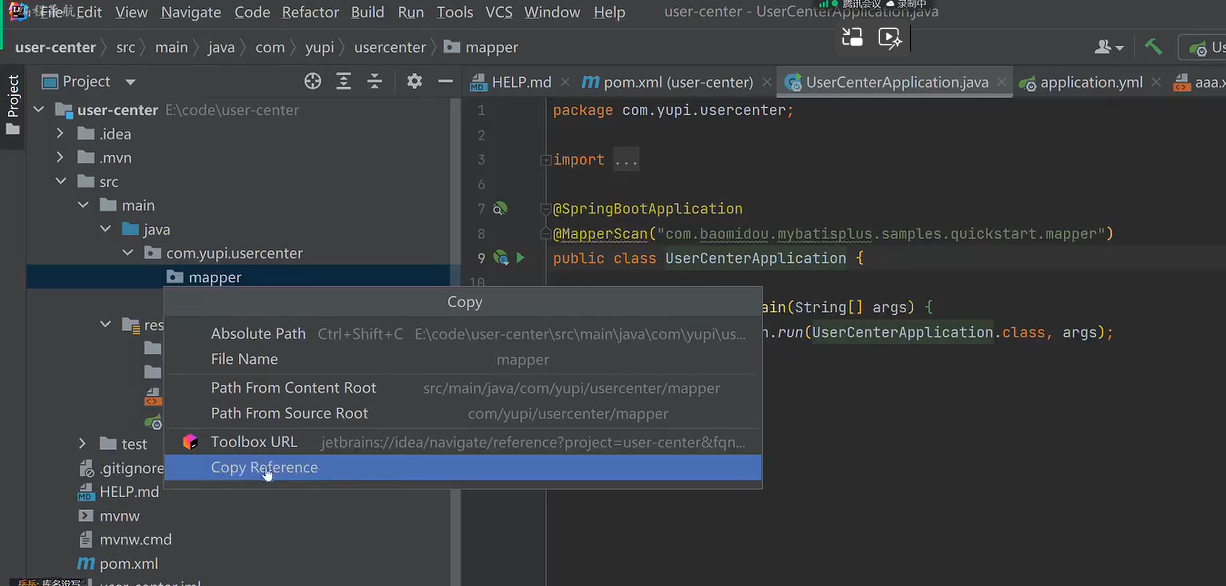 File Edit View Navigate Code Refactor Build Run Tools VCS Window Help user-center - UserCenterApplication.java
腾讯会议 录制中
user-center src main java com yupi usercenter mapper
Project
Project
HELP.md pom.xml (user-center) UserCenterApplication.java application.yml aaa.x
user-center E:\code\user-center
.idea
.mvn
src
main
java
com.yupi.usercenter
mapper
res
test
.gitignore
HELP.md
mvnw
mvnw.cmd
pom.xml
user-center.iml
1 package com.yupi.usercenter;
2
3 import ...
6
7 @SpringBootApplication
8 @MapperScan("com.baomidou.mybatisplus.samples.quickstart.mapper")
9 public class UserCenterApplication {
10
ain(String[] args) {
n.run(UserCenterApplication.class, args);
Copy
Absolute Path Ctrl+Shift+C E:\code\user-center\src\main\java\com\yupi\us...
File Name mapper
Path From Content Root src/main/java/com/yupi/usercenter/mapper
Path From Source Root com/yupi/usercenter/mapper
Toolbox URL jetbrains://idea/navigate/reference?project=user-center&fqn...
Copy Reference